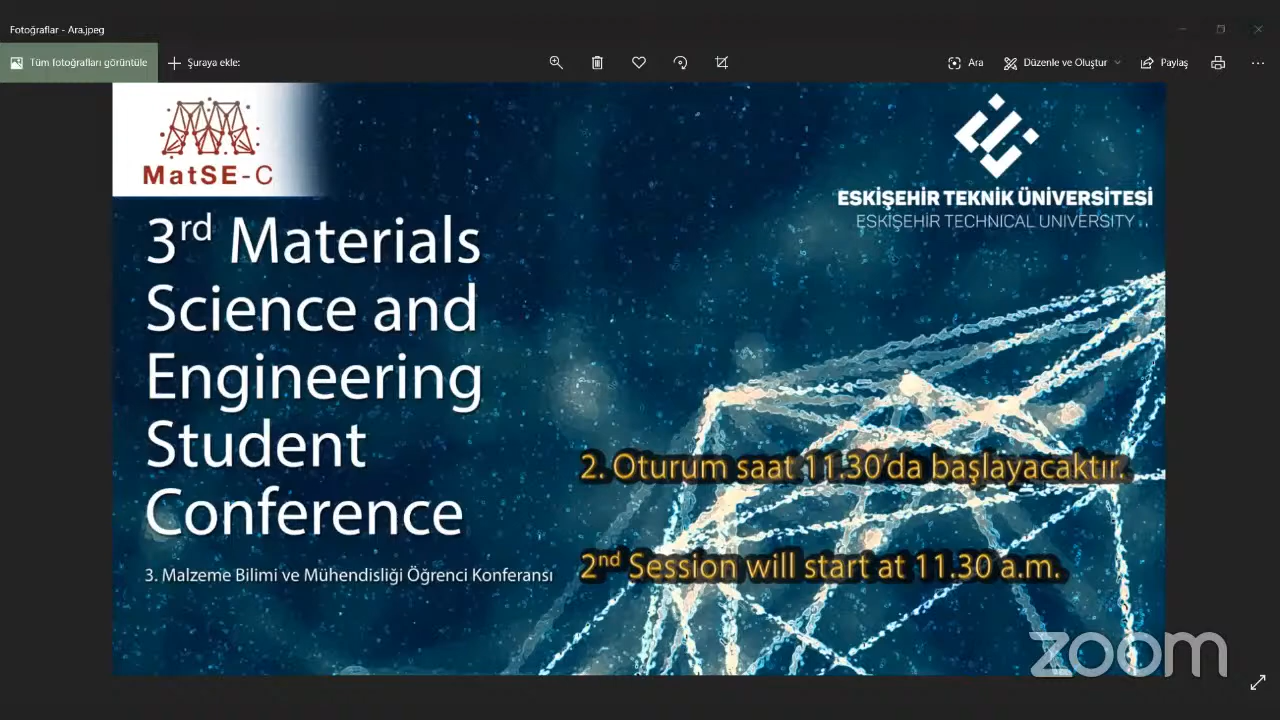 Fotoğraflar - Ara.jpeg
Tüm fotoğrafları görüntüle
Şuraya ekle:
Ara
Düzenle ve Oluştur
Paylaş
MatSE-C
ESKİŞEHİR TEKNİK ÜNİVERSİTESİ
ESKİŞEHİR TECHNICAL UNIVERSITY
3rd Materials
Science and
Engineering
Student
Conference
3. Malzeme Bilimi ve Mühendisliği Öğrenci Konferansı
2. Oturum saat 11.30'da başlayacaktır.
2nd Session will start at 11.30 a.m.
zoom